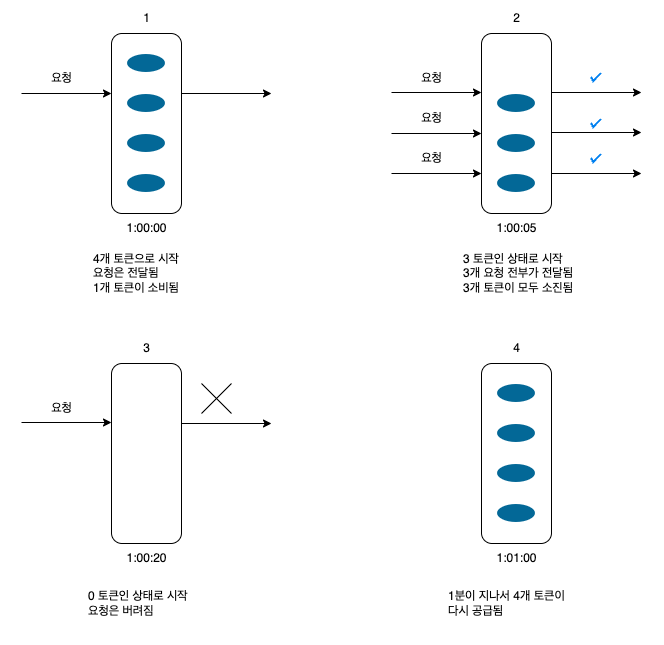 1
요청
1:00:00
4개 토큰으로 시작
요청은 전달됨
1개 토큰이 소비됨
2
요청
요청
요청
1:00:05
3 토큰인 상태로 시작
3개 요청 전부가 전달됨
3개 토큰이 모두 소진됨
3
요청
1:00:20
0 토큰인 상태로 시작
요청은 버려짐
4
1:01:00
1분이 지나서 4개 토큰이
다시 공급됨